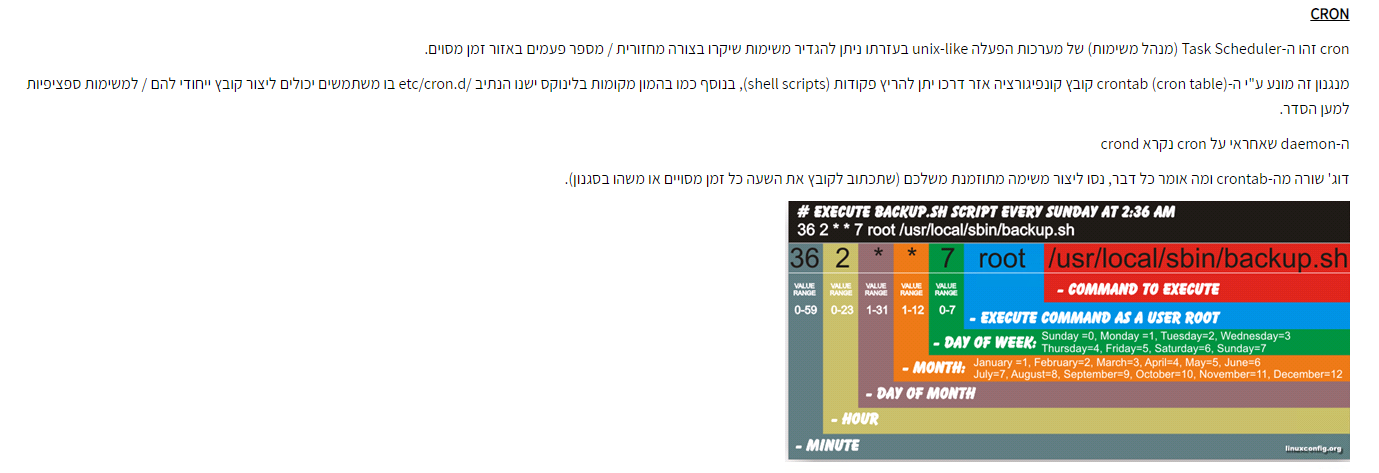 CRON
cron זהו ה-Task Scheduler (מנהל משימות) של מערכות הפעלה unix-like בעזרתו ניתן להגדיר משימות שיקרו בצורה מחזורית / מספר פעמים באזור זמן מסוים.
מנגנון זה מונע ע"י ה-crontab (cron table) קובץ קונפיגורציה אזר דרכו יתן להריץ פקודות (shell scripts), בנוסף כמו בהמון מקומות בלינוקס ישנו הנתיב /etc/cron.d בו משתמשים יכולים ליצור קובץ ייחודי להם / למשימות ספציפיות
למען הסדר.
ה-daemon שאחראי על cron נקרא crond
דוג' שורה מה-crontab ומה אומר כל דבר, נסו ליצור משימה מתוזמנת משלכם (שתכתוב לקובץ את השעה כל זמן מסויים או משהו בסגנון).
# EXECUTE BACKUP.SH SCRIPT EVERY SUNDAY AT 2:36 AM
36 2 * * 7 root /usr/local/sbin/backup.sh
36 2 * * 7 root /usr/local/sbin/backup.sh
VALUE RANGE VALUE RANGE VALUE RANGE VALUE RANGE VALUE RANGE
- COMMAND TO EXECUTE
0-59 0-23 1-31 1-12 0-7
- EXECUTE COMMAND AS A USER ROOT
- DAY OF WEEK: Sunday =0, Monday =1, Tuesday=2, Wednesday=3
Thursday=4, Friday=5, Saturday=6, Sunday=7
- MONTH: January =1, February=2, March=3, April=4, May=5, June=6
July=7, August=8, September=9, October=10, November=11, December=12
- DAY OF MONTH
- HOUR
- MINUTE
linuxconfig.org